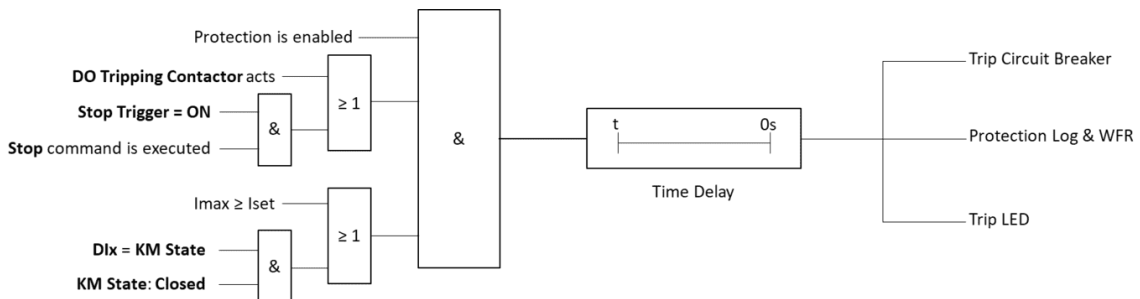 Protection is enabled
DO Tripping Contactor acts
Stop Trigger = ON
Stop command is executed
&
≥ 1
Imax ≥ Iset
DIx = KM State
KM State: Closed
&
≥ 1
&
t
0s
Time Delay
Trip Circuit Breaker
Protection Log & WFR
Trip LED